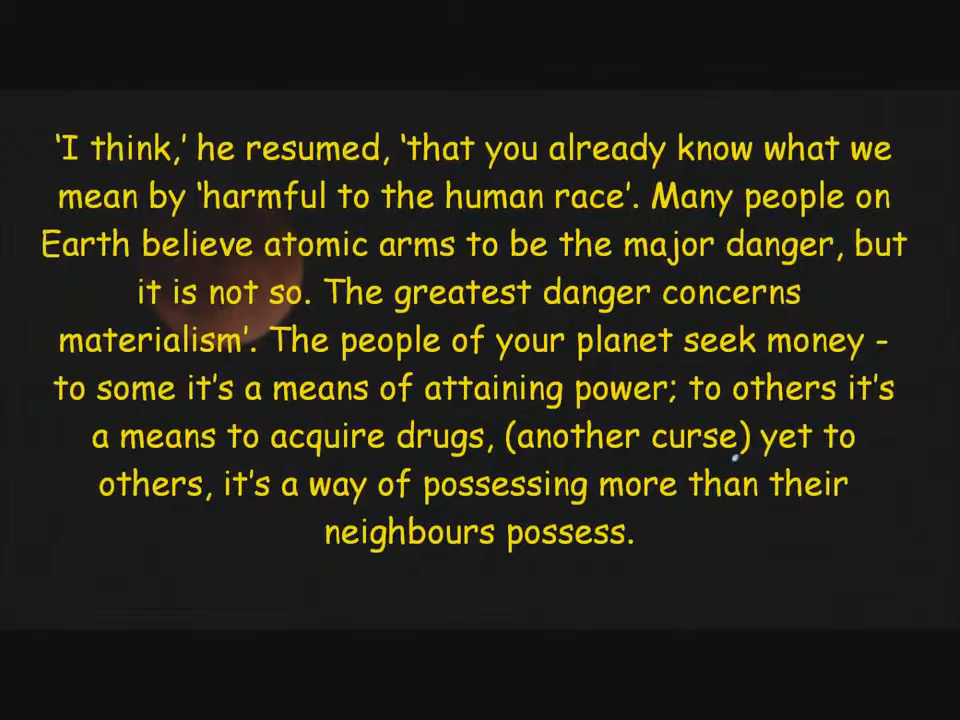 ‘I think,’ he resumed, ‘that you already know what we
mean by ‘harmful to the human race’. Many people on
Earth believe atomic arms to be the major danger, but
it is not so. The greatest danger concerns
materialism'. The people of your planet seek money -
to some it’s a means of attaining power; to others it’s
a means to acquire drugs, (another curse) yet to
others, it’s a way of possessing more than their
neighbours possess.